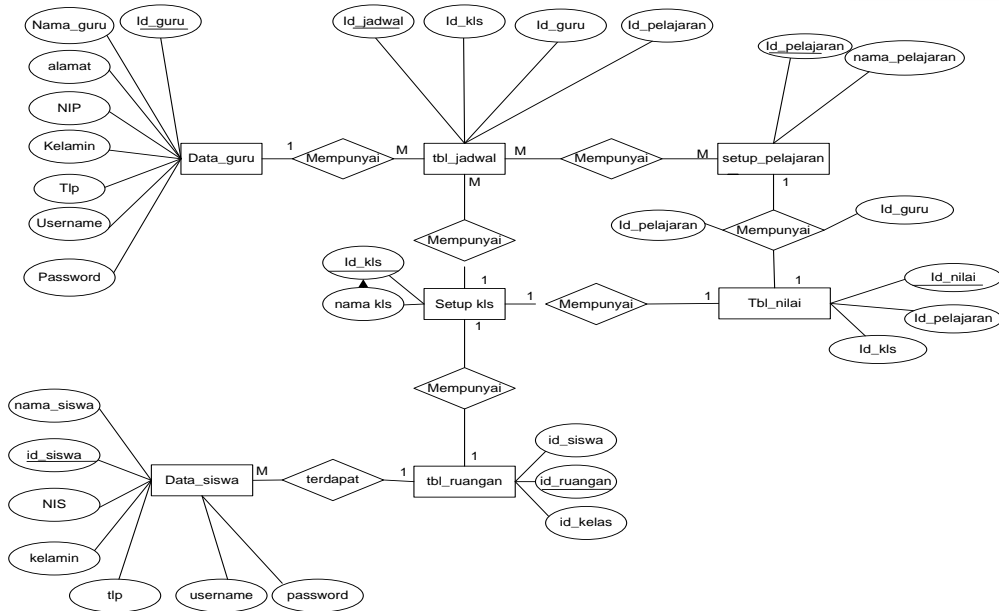 Nama_guru
Id_guru
Id_jadwal
Id_kls
Id_guru
Id_pelajaran
alamat
Id_pelajaran
nama_pelajaran
NIP
Kelamin
Data_guru
1
Mempunyai
M
tbl_jadwal
M
Mempunyai
M
setup_pelajaran
Tlp
M
1
Username
Id_pelajaran
Mempunyai
Id_guru
Mempunyai
Password
Id_kls
1
1
Id_nilai
nama kls
Setup kls
1
Mempunyai
1
Tbl_nilai
Id_pelajaran
1
Id_kls
Mempunyai
nama_siswa
id_siswa
1
id_siswa
Data_siswa
M
terdapat
1
tbl_ruangan
id_ruangan
NIS
id_kelas
kelamin
tlp
username
password